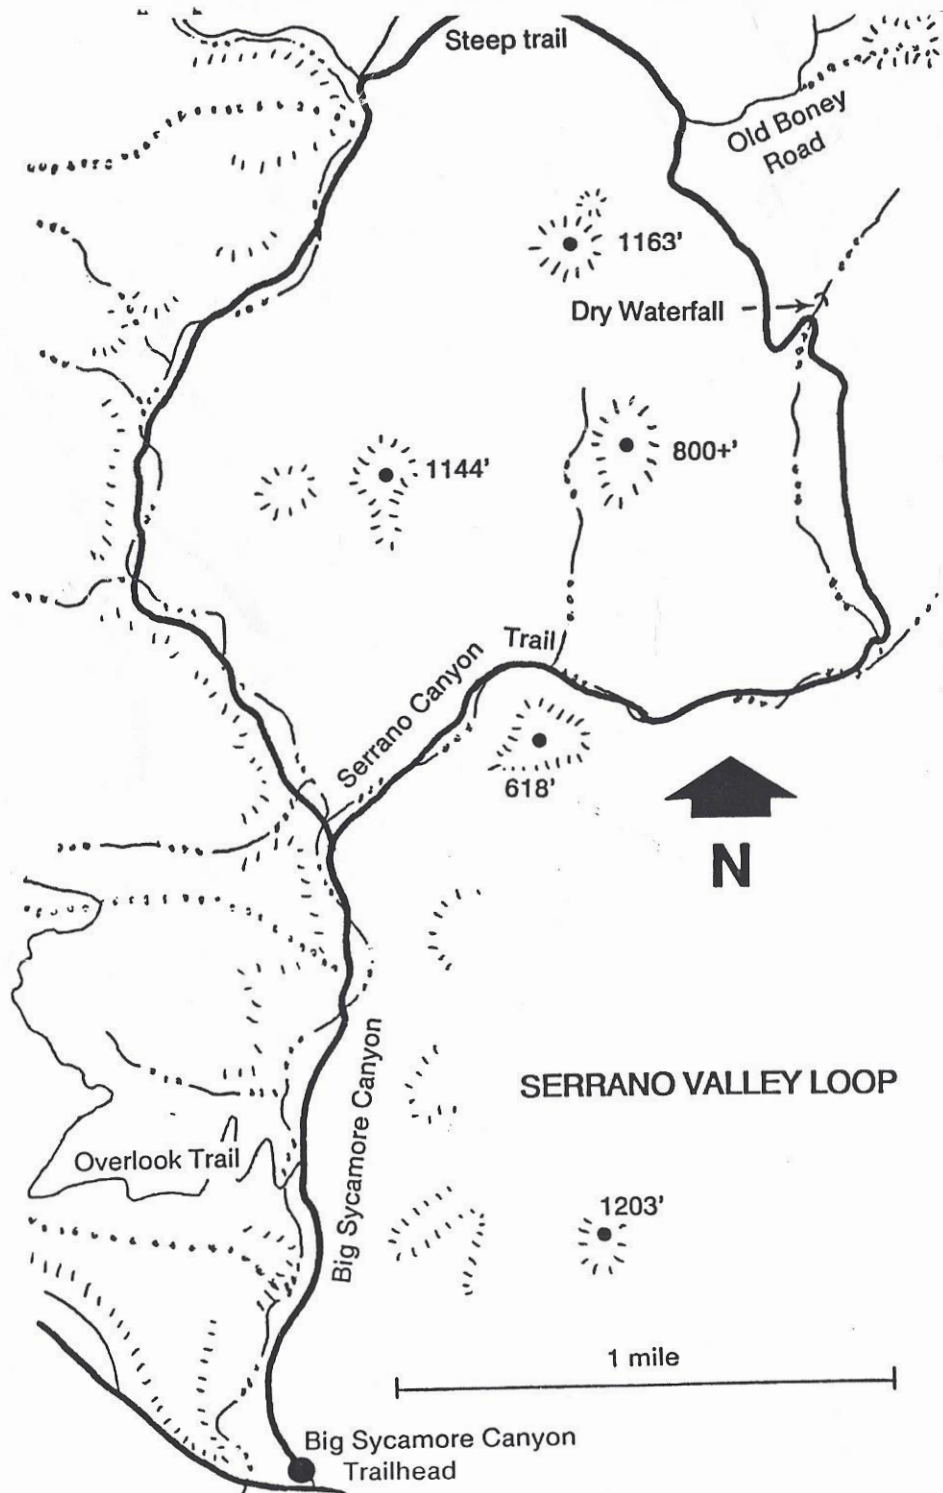 Steep trail
Old Boney
Road
1163'
Dry Waterfall
800+'
1144'
Serrano Canyon Trail
618'
N
SERRANO VALLEY LOOP
Big Sycamore Canyon
Overlook Trail
1203'
1 mile
Big Sycamore Canyon
Trailhead